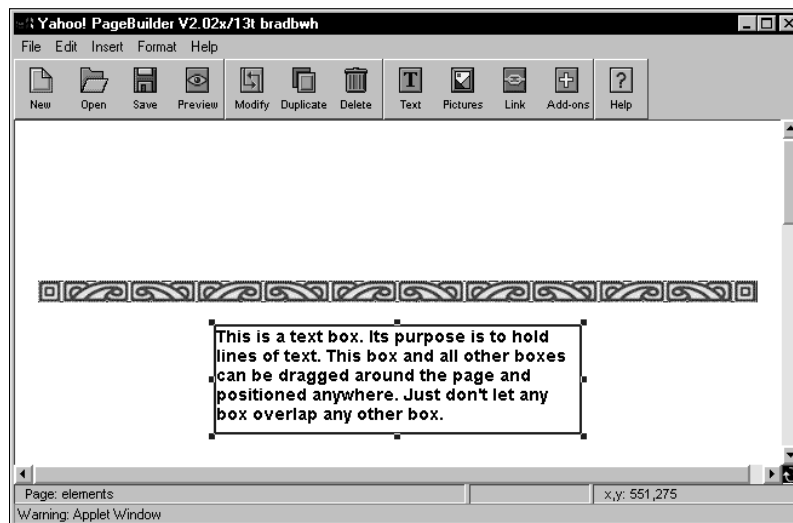 Yahoo! PageBuilder V2.02x/13t bradbwh
File Edit Insert Format Help
New Open Save Preview Modify Duplicate Delete Text Pictures Link Add-ons Help
This is a text box. Its purpose is to hold
lines of text. This box and all other boxes
can be dragged around the page and
positioned anywhere. Just don't let any
box overlap any other box.
Page: elements x,y: 551,275
Warning: Applet Window